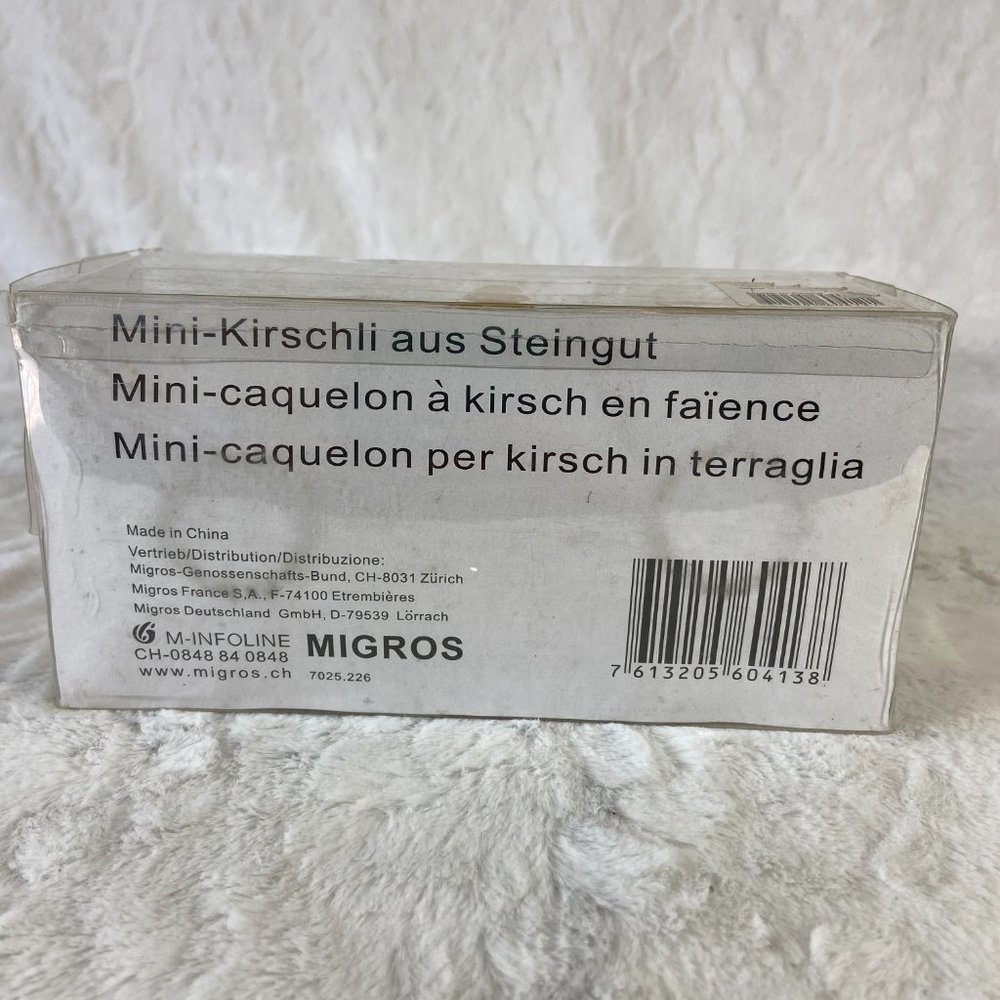 Mini-Kirschli aus Steingut
Mini-caquelon à kirsch en faïence
Mini-caquelon per kirsch in terraglia
Made in China
Vertrieb/Distribution/Distribuzione:
Migros-Genossenschafts-Bund, CH-8031 Zürich
Migros France S,A., F-74100 Etrembières
Migros Deutschland GmbH, D-79539 Lörrach
M-INFOLINE MIGROS
CH-0848 84 0848
www.migros.ch 7025.226
7 613205 604138